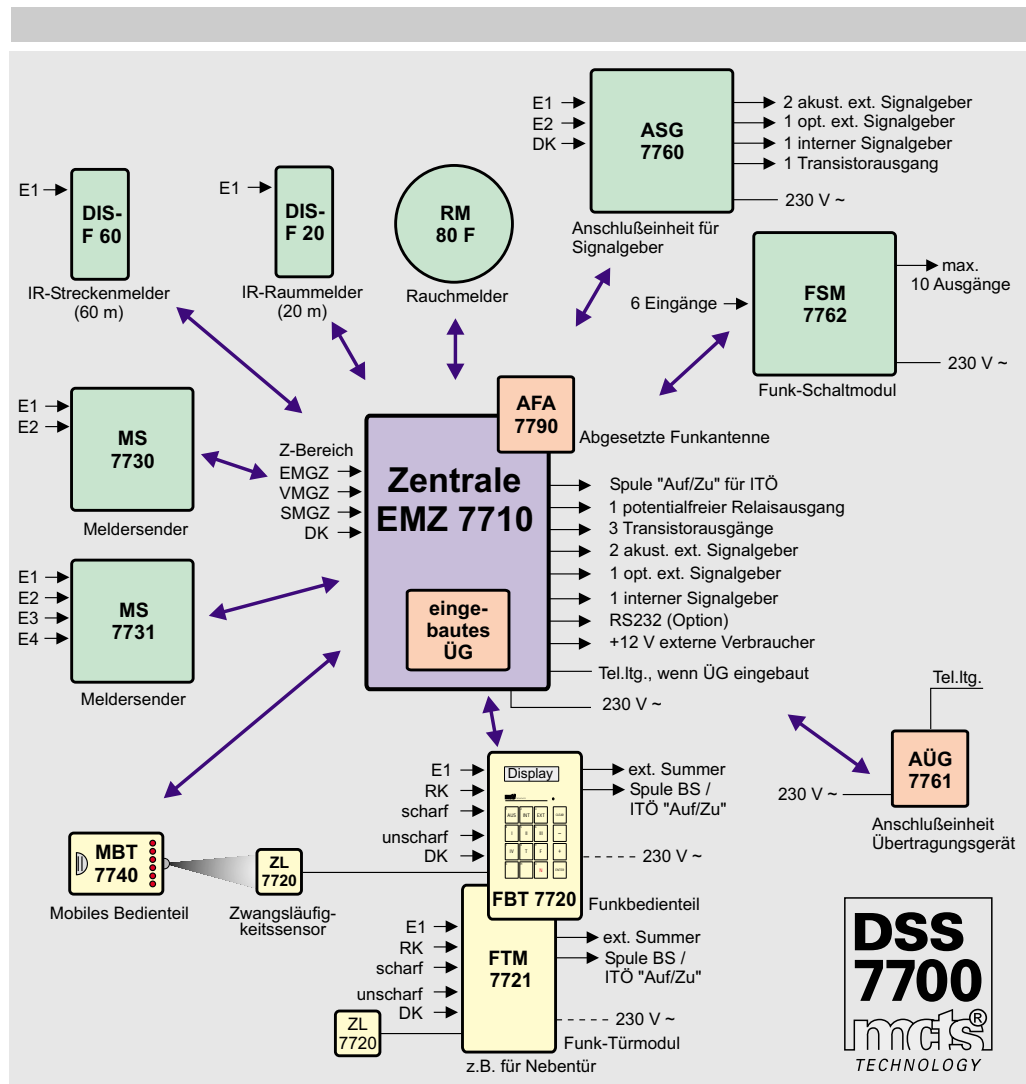 E1
E2
DK
ASG
7760
2 akust. ext. Signalgeber
1 opt. ext. Signalgeber
1 interner Signalgeber
1 Transistorausgang
230 V ~
Anschlußeinheit für
Signalgeber
E1
DIS-
F 60
IR-Streckenmelder
(60 m)
E1
DIS-
F 20
IR-Raummelder
(20 m)
RM
80 F
Rauchmelder
6 Eingänge
FSM
7762
max.
10 Ausgänge
230 V ~
Funk-Schaltmodul
E1
E2
MS
7730
Meldersender
AFA
7790
Abgesetzte Funkantenne
Z-Bereich
EMGZ
VMGZ
SMGZ
DK
Zentrale
EMZ 7710
einge-
bautes
ÜG
Spule "Auf/Zu" für ITÖ
1 potentialfreier Relaisausgang
3 Transistorausgänge
2 akust. ext. Signalgeber
1 opt. ext. Signalgeber
1 interner Signalgeber
RS232 (Option)
+12 V externe Verbraucher
Tel.ltg., wenn ÜG eingebaut
230 V ~
E1
E2
E3
E4
MS
7731
Meldersender
Tel.ltg.
AÜG
7761
230 V ~
Anschlußeinheit
Übertragungsgerät
E1
RK
scharf
unscharf
DK
Display
AUS INT EXT
I II III –
W T F +
N
FBT 7720
ext. Summer
Spule BS /
ITÖ "Auf/Zu"
230 V ~
Funkbedienteil
MBT
7740
Mobiles Bedienteil
ZL
7720
Zwangsläufig-
keitssensor
E1
RK
scharf
unscharf
DK
FTM
7721
ext. Summer
Spule BS /
ITÖ "Auf/Zu"
230 V ~
Funk-Türmodul
ZL
7720
z.B. für Nebentür
DSS
7700
mcts®
TECHNOLOGY